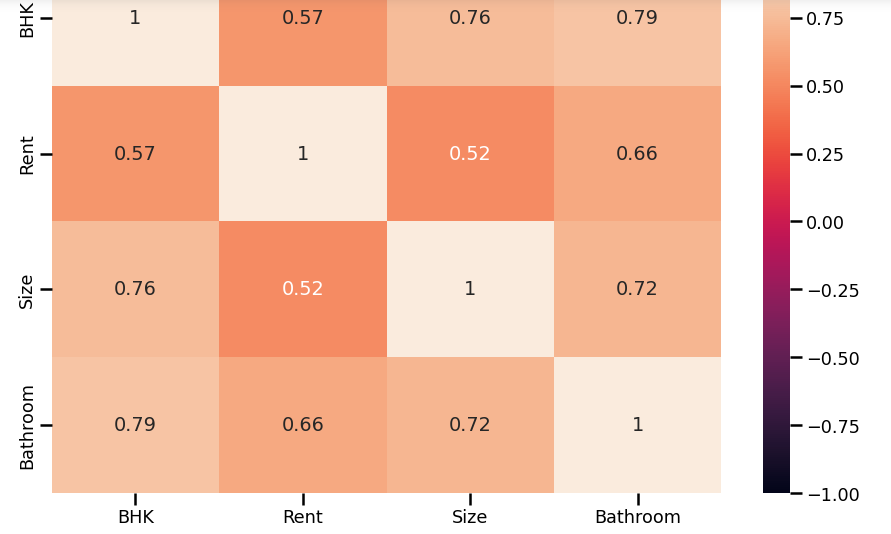 BHK 1 0.57 0.76 0.79 0.75
0.50
Rent 0.57 1 0.52 0.66 0.25
0.00
Size 0.76 0.52 1 0.72 −0.25
−0.50
Bathroom 0.79 0.66 0.72 1 −0.75
−1.00
BHK Rent Size Bathroom